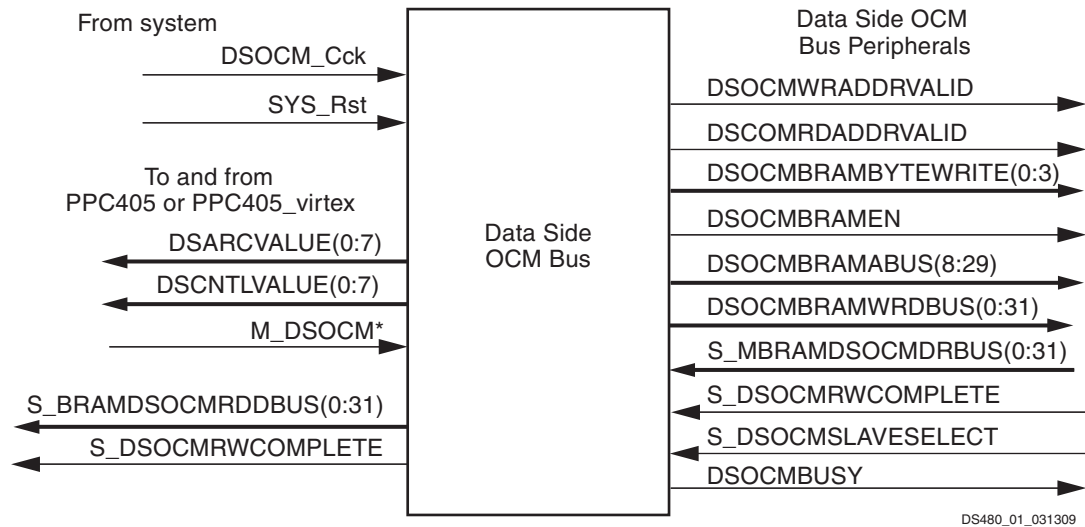 From system
DSOCM_Cck
SYS_Rst
To and from
PPC405 or PPC405_virtex
DSARCVALUE(0:7)
DSCNTLVALUE(0:7)
M_DSOCM*
S_BRAMDSOCMRDDBUS(0:31)
S_DSOCMRWCOMPLETE
Data Side
OCM Bus
Data Side OCM
Bus Peripherals
DSOCMWRADDRVALID
DSCOMRDADDRVALID
DSOCMBRAMBYTEWRITE(0:3)
DSOCMBRAMEN
DSOCMBRAMABUS(8:29)
DSOCMBRAMWRDBUS(0:31)
S_MBRAMDSOCMDRBUS(0:31)
S_DSOCMRWCOMPLETE
S_DSOCMSLAVESELECT
DSOCMBUSY
DS480_01_031309